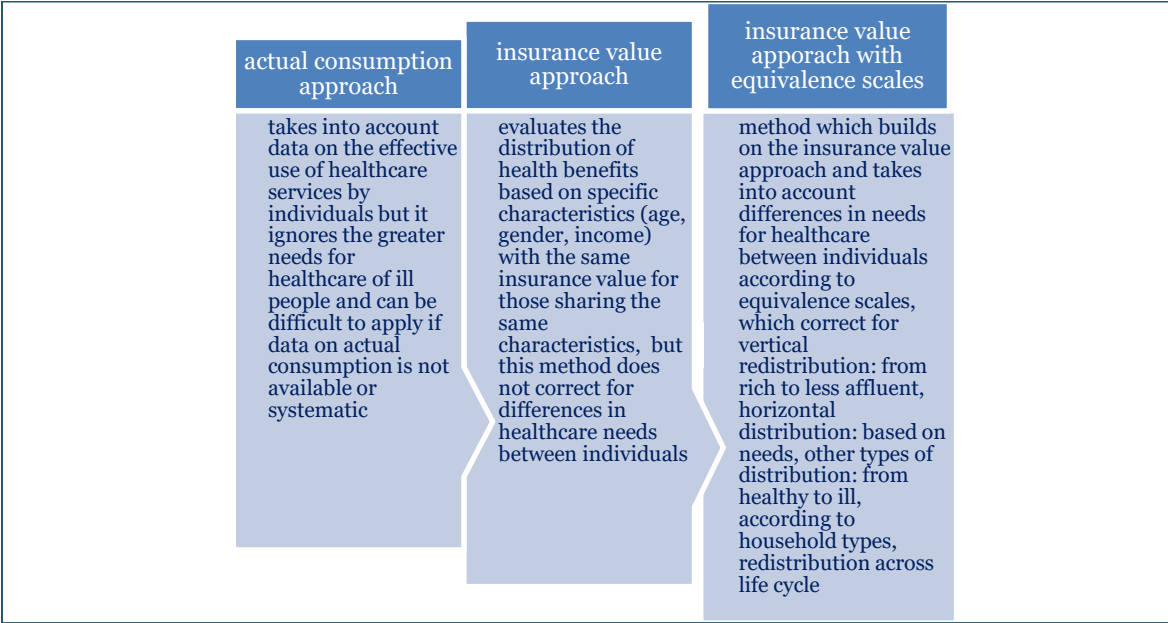 actual consumption
approach
takes into account
data on the effective
use of healthcare
services by
individuals but it
ignores the greater
needs for
healthcare of ill
people and can be
difficult to apply if
data on actual
consumption is not
available or
systematic
insurance value
approach
evaluates the
distribution of
health benefits
based on specific
characteristics (age,
gender, income)
with the same
insurance value for
those sharing the
same
characteristics, but
this method does
not correct for
differences in
healthcare needs
between individuals
insurance value
apporach with
equivalence scales
method which builds
on the insurance value
approach and takes
into account
differences in needs
for healthcare
between individuals
according to
equivalence scales,
which correct for
vertical
redistribution: from
rich to less affluent,
horizontal
distribution: based on
needs, other types of
distribution: from
healthy to ill,
according to
household types,
redistribution across
life cycle